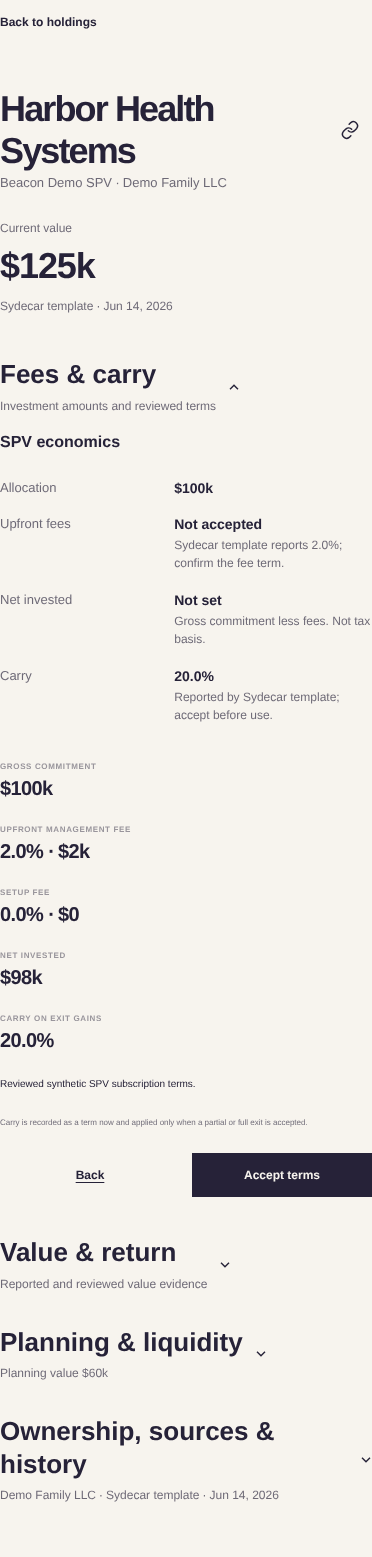 Back to holdings
Harbor Health
Systems
Beacon Demo SPV · Demo Family LLC
Current value
$125k
Sydecar template · Jun 14, 2026
Fees & carry
Investment amounts and reviewed terms
SPV economics
Allocation $100k
Upfront fees Not accepted
Sydecar template reports 2.0%;
confirm the fee term.
Net invested Not set
Gross commitment less fees. Not tax
basis.
Carry 20.0%
Reported by Sydecar template;
accept before use.
GROSS COMMITMENT
$100k
UPFRONT MANAGEMENT FEE
2.0% · $2k
SETUP FEE
0.0% · $0
NET INVESTED
$98k
CARRY ON EXIT GAINS
20.0%
Reviewed synthetic SPV subscription terms.
Carry is recorded as a term now and applied only when a partial or full exit is accepted.
Back Accept terms
Value & return
Reported and reviewed value evidence
Planning & liquidity
Planning value $60k
Ownership, sources &
history
Demo Family LLC · Sydecar template · Jun 14, 2026